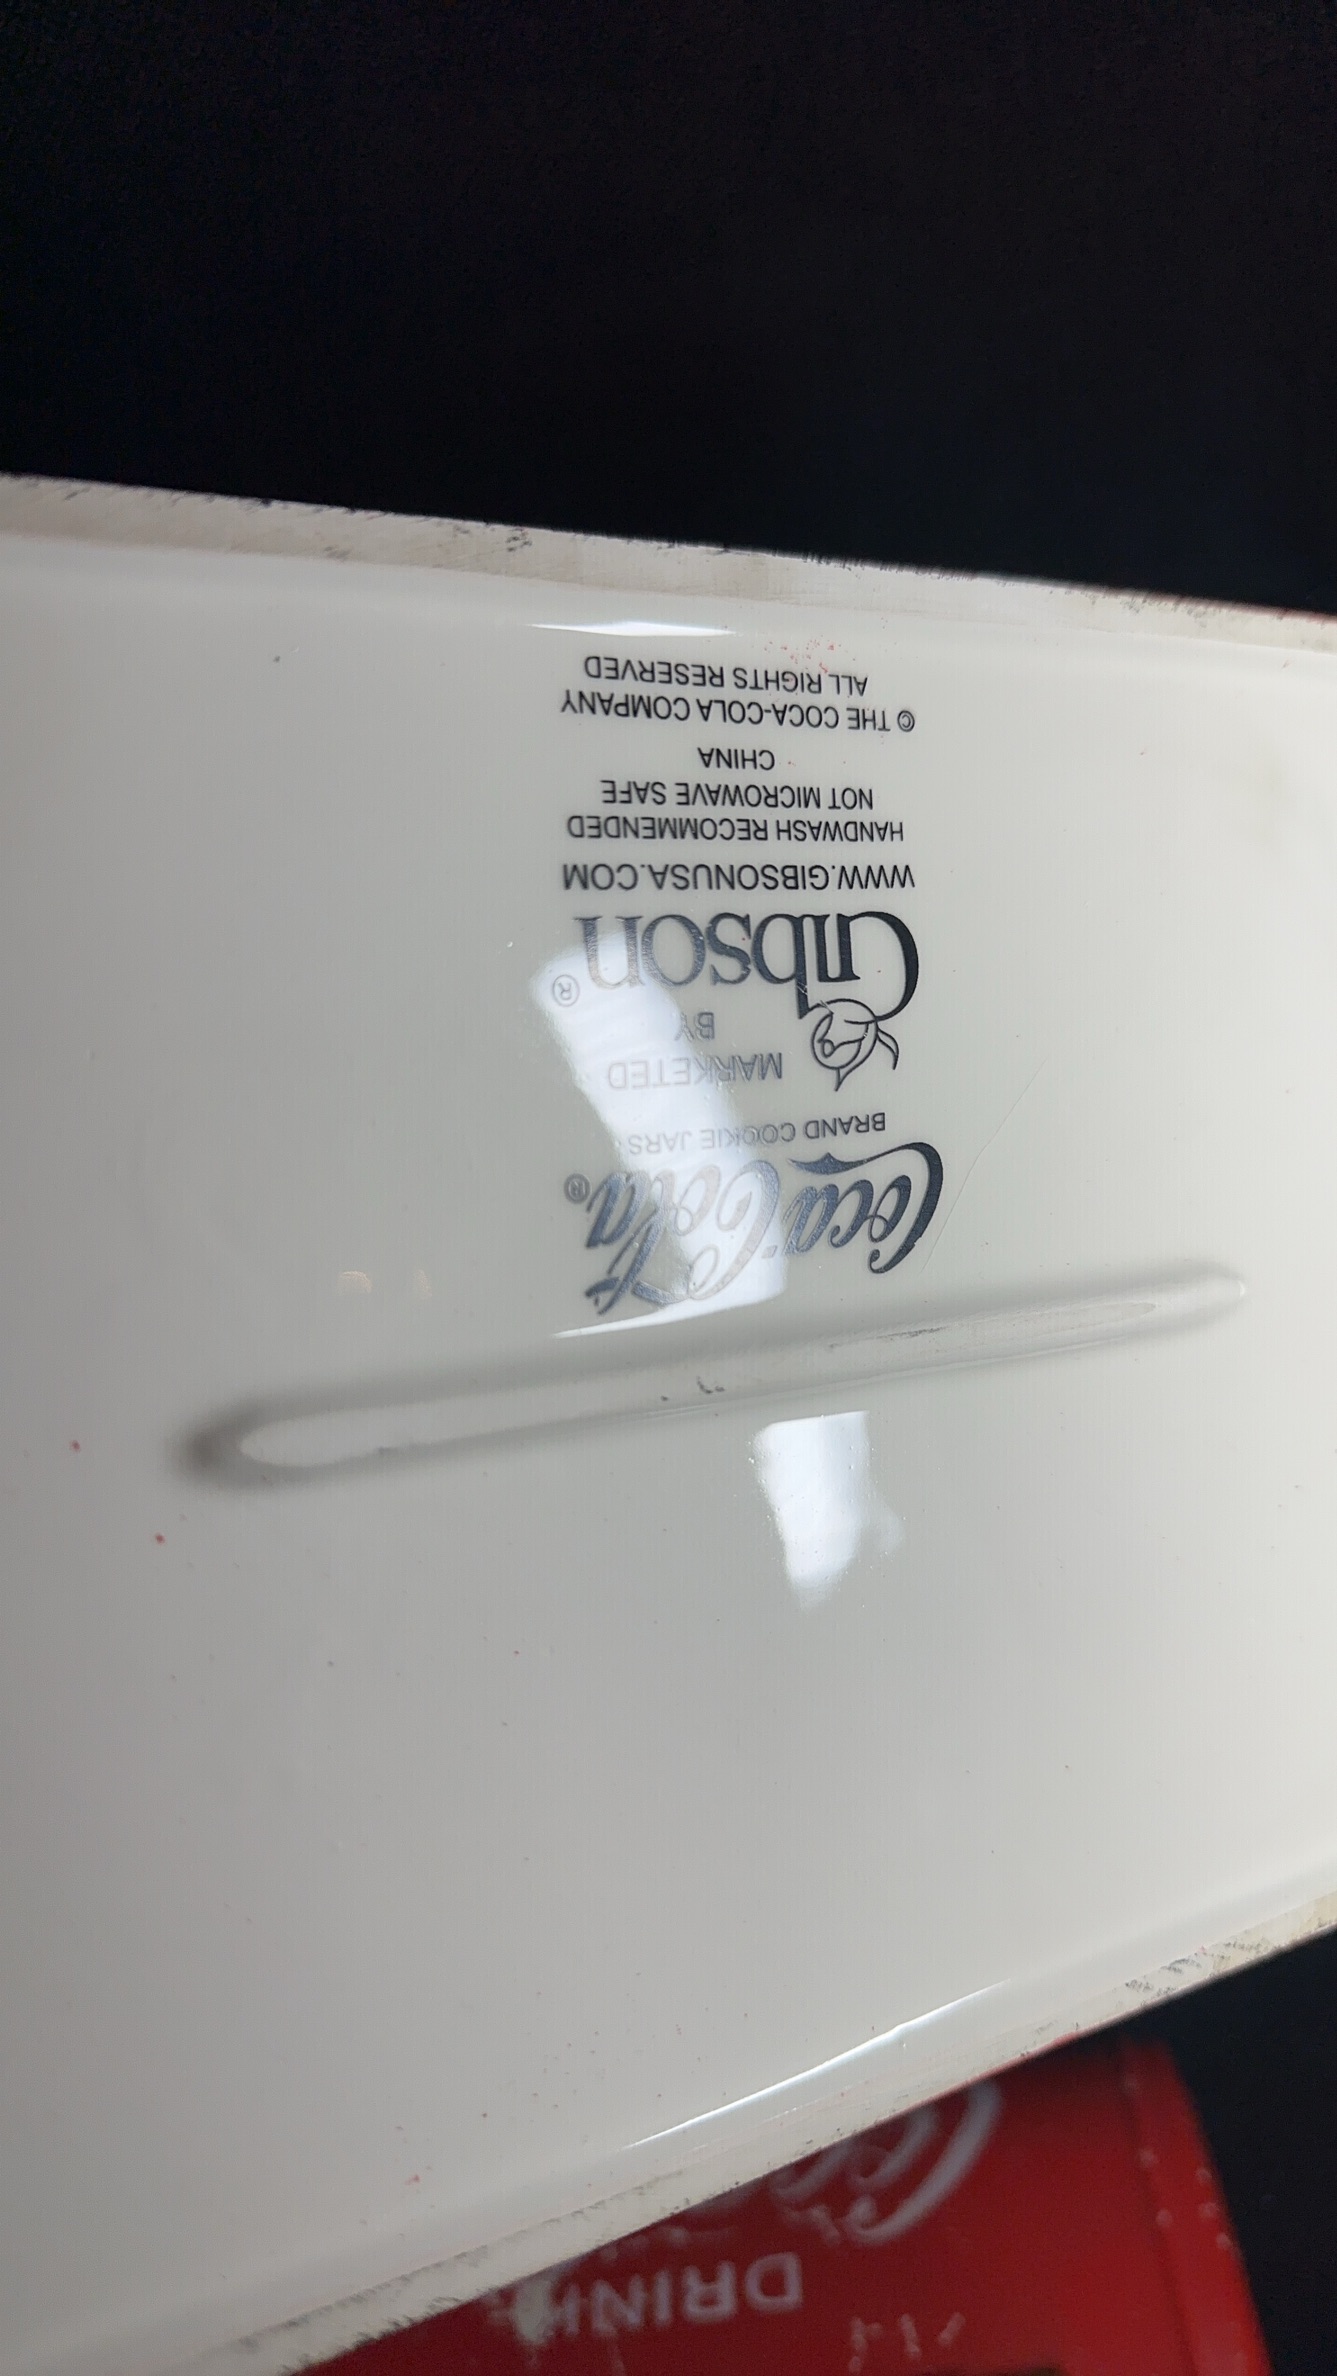 Coca-Cola®
BRAND COOKIE JARS
MARKETED
BY
Gibson®
WWW.GIBSONUSA.COM
HANDWASH RECOMMENDED
NOT MICROWAVE SAFE
CHINA
© THE COCA-COLA COMPANY
ALL RIGHTS RESERVED
DRINK